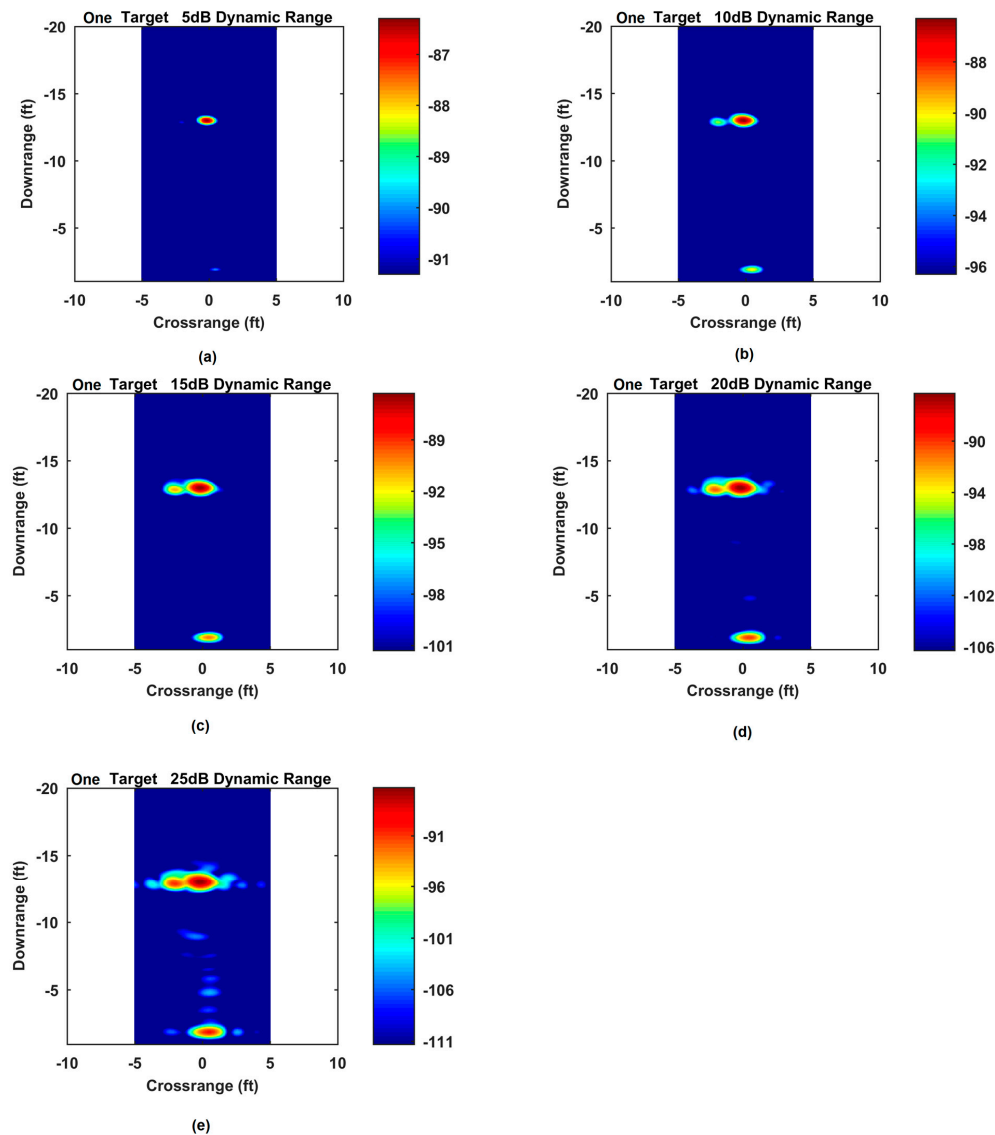 One Target 5dB Dynamic Range
-20
-15
-10
-5
Downrange (ft)
-10 -5 0 5 10
Crossrange (ft)
-87
-88
-89
-90
-91
(a)
One Target 10dB Dynamic Range
-20
-15
-10
-5
Downrange (ft)
-10 -5 0 5 10
Crossrange (ft)
-88
-90
-92
-94
-96
(b)
One Target 15dB Dynamic Range
-20
-15
-10
-5
Downrange (ft)
-10 -5 0 5 10
Crossrange (ft)
-89
-92
-95
-98
-101
(c)
One Target 20dB Dynamic Range
-20
-15
-10
-5
Downrange (ft)
-10 -5 0 5 10
Crossrange (ft)
-90
-94
-98
-102
-106
(d)
One Target 25dB Dynamic Range
-20
-15
-10
-5
Downrange (ft)
-10 -5 0 5 10
Crossrange (ft)
-91
-96
-101
-106
-111
(e)